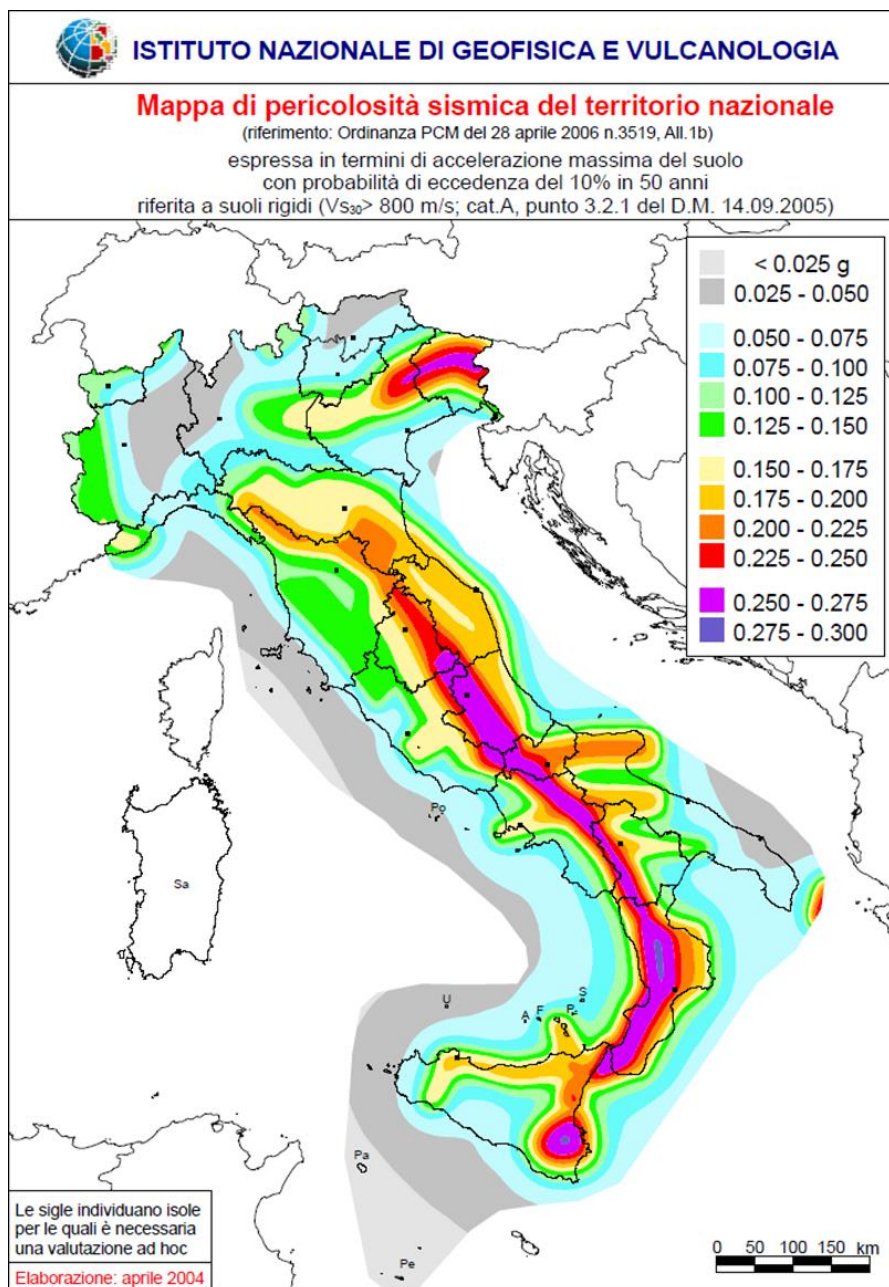 ISTITUTO NAZIONALE DI GEOFISICA E VULCANOLOGIA
Mappa di pericolosità sismica del territorio nazionale
(riferimento: Ordinanza PCM del 28 aprile 2006 n.3519, All.1b)
espressa in termini di accelerazione massima del suolo
con probabilità di eccedenza del 10% in 50 anni
riferita a suoli rigidi (Vs30> 800 m/s; cat.A, punto 3.2.1 del D.M. 14.09.2005)
< 0.025 g
0.025 - 0.050
0.050 - 0.075
0.075 - 0.100
0.100 - 0.125
0.125 - 0.150
0.150 - 0.175
0.175 - 0.200
0.200 - 0.225
0.225 - 0.250
0.250 - 0.275
0.275 - 0.300
Po
Sa
U
A
F
P
S
Pa
Pe
Le sigle individuano isole
per le quali è necessaria
una valutazione ad hoc
Elaborazione: aprile 2004
0 50 100 150 km